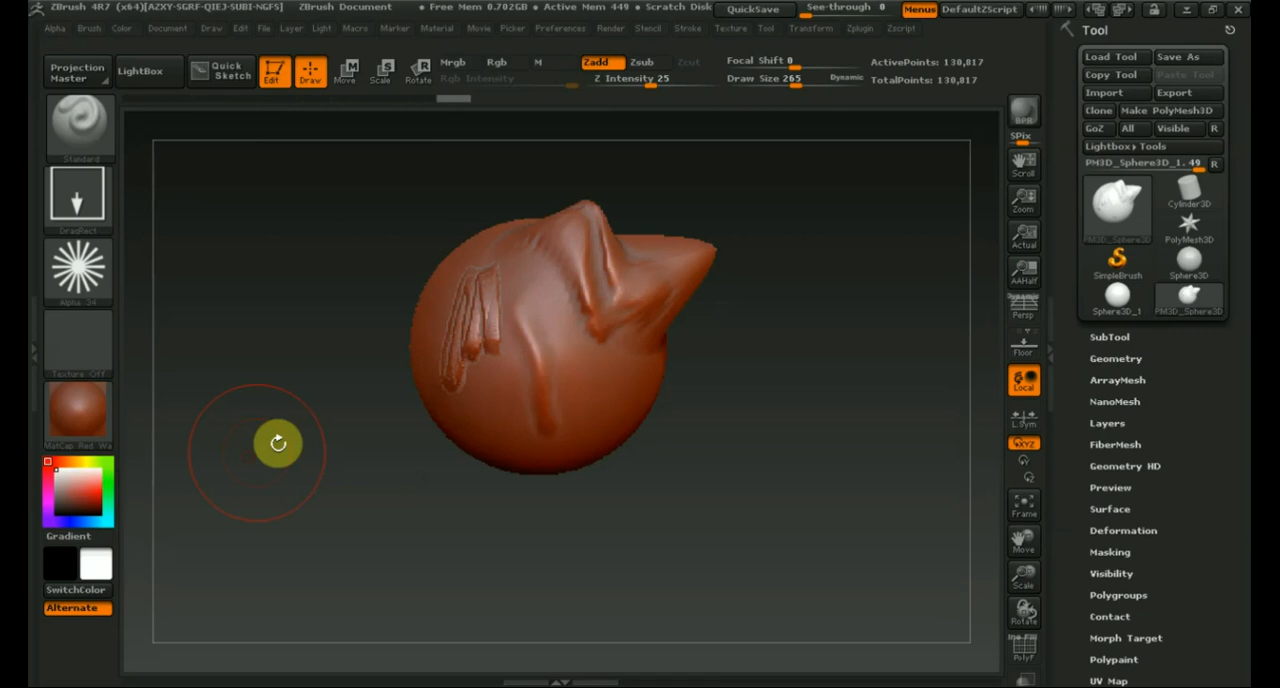 ZBrush 4R7 (x64)[AZXY-SGRF-QIEJ-SUBI-NGFS] ZBrush Document • Free Mem 0.702GB • Active Mem 449 • Scratch Disk QuickSave See-through 0 Menus DefaultZScript
Alpha Brush Color Document Draw Edit File Layer Light Macro Marker Material Movie Picker Preferences Render Stencil Stroke Texture Tool Transform Zplugin Zscript
Projection Master
LightBox
Quick Sketch
Edit
Draw
Move
Scale
Rotate
Mrgb Rgb M
Rgb Intensity
Zadd Zsub Zcut
Z Intensity 25
Focal Shift 0
Draw Size 265 Dynamic
ActivePoints: 130,817
TotalPoints: 130,817
Standard
DragRect
Alpha 34
Texture Off
MatCap Red Wa
Gradient
SwitchColor
Alternate
BPR
SPix
Scroll
Zoom
Actual
AAHalf
Dynamic
Persp
Floor
Local
L.Sym
XYZ
Frame
Move
Scale
Rotate
PolyF
Tool
Load Tool Save As
Copy Tool Paste Tool
Import Export
Clone Make PolyMesh3D
GoZ All Visible R
Lightbox▸Tools
PM3D_Sphere3D_1. 49 R
PM3D_Sphere3D
Cylinder3D
PolyMesh3D
SimpleBrush Sphere3D
Sphere3D_1 PM3D_Sphere3D
SubTool
Geometry
ArrayMesh
NanoMesh
Layers
FiberMesh
Geometry HD
Preview
Surface
Deformation
Masking
Visibility
Polygroups
Contact
Morph Target
Polypaint
UV Map